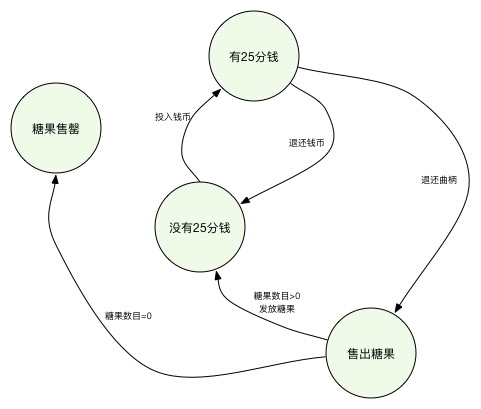 有25分钱
投入钱币
糖果售罄
退还钱币
退还曲柄
没有25分钱
糖果数目>0
发放糖果
糖果数目=0
售出糖果